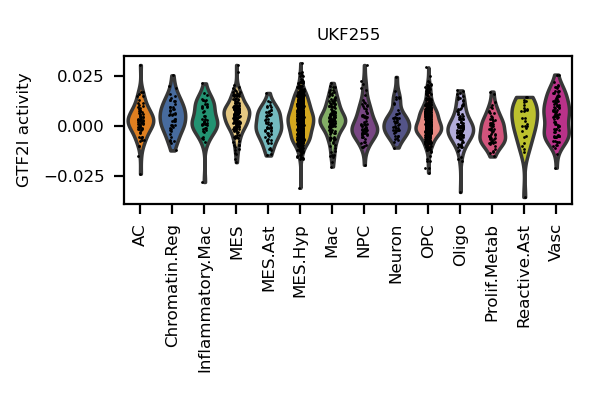 UKF255
GTF2I activity
0.025
0.000
−0.025
AC
Chromatin.Reg
Inflammatory.Mac
MES
MES.Ast
MES.Hyp
Mac
NPC
Neuron
OPC
Oligo
Prolif.Metab
Reactive.Ast
Vasc